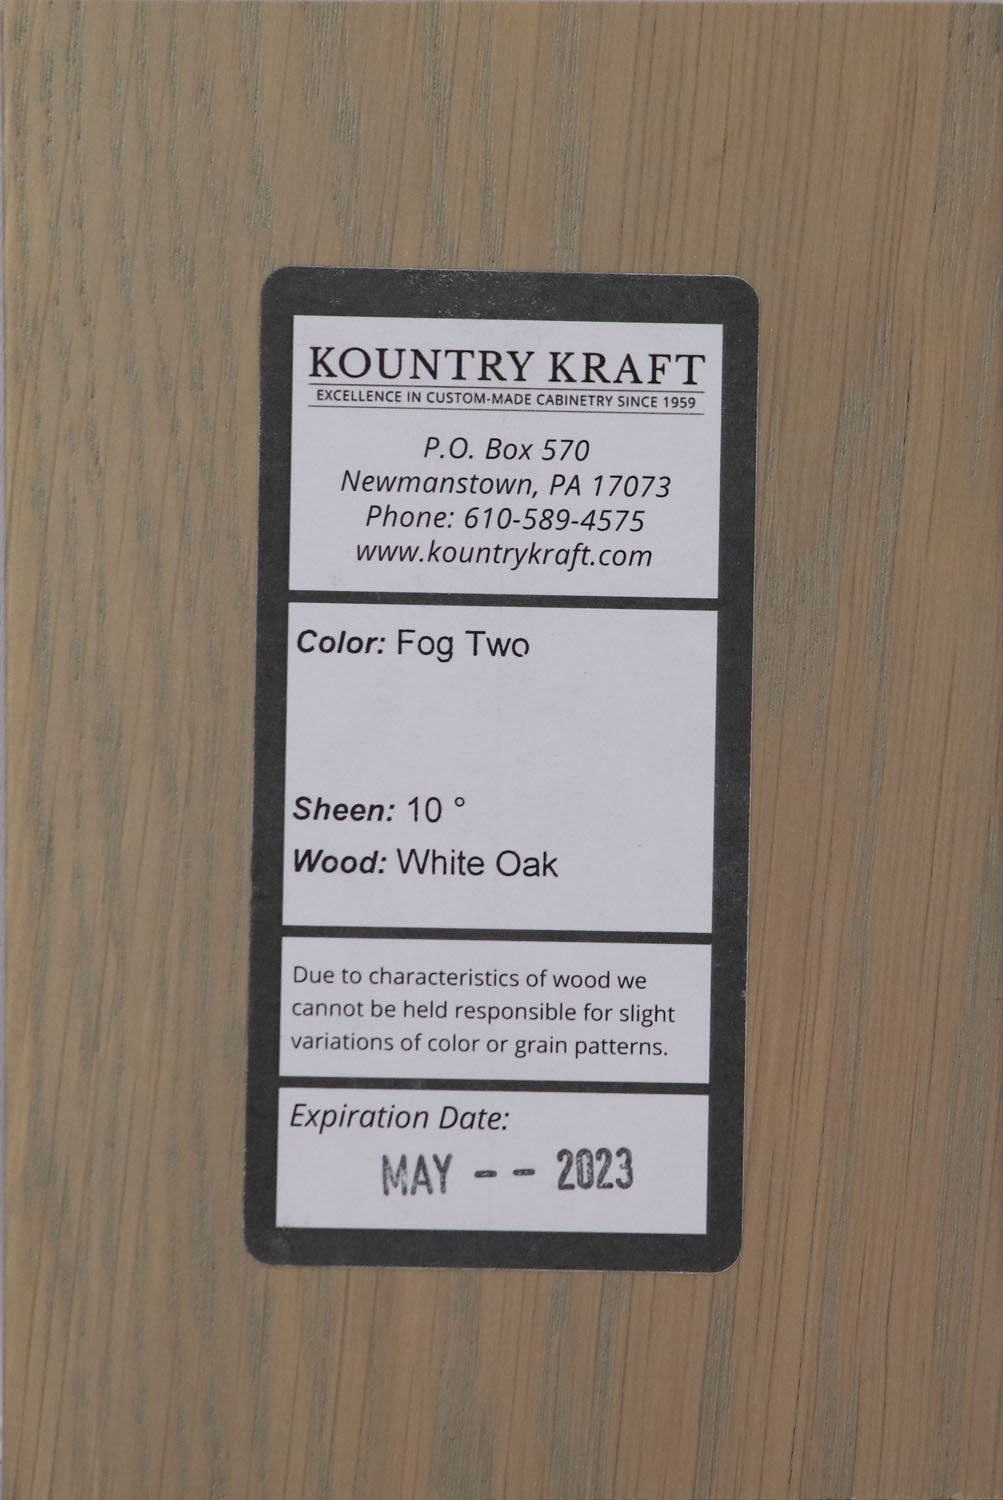 KOUNTRY KRAFT
EXCELLENCE IN CUSTOM-MADE CABINETRY SINCE 1959
P.O. Box 570
Newmanstown, PA 17073
Phone: 610-589-4575
www.kountrykraft.com
Color: Fog Two
Sheen: 10 °
Wood: White Oak
Due to characteristics of wood we
cannot be held responsible for slight
variations of color or grain patterns.
Expiration Date:
MAY -- 2023